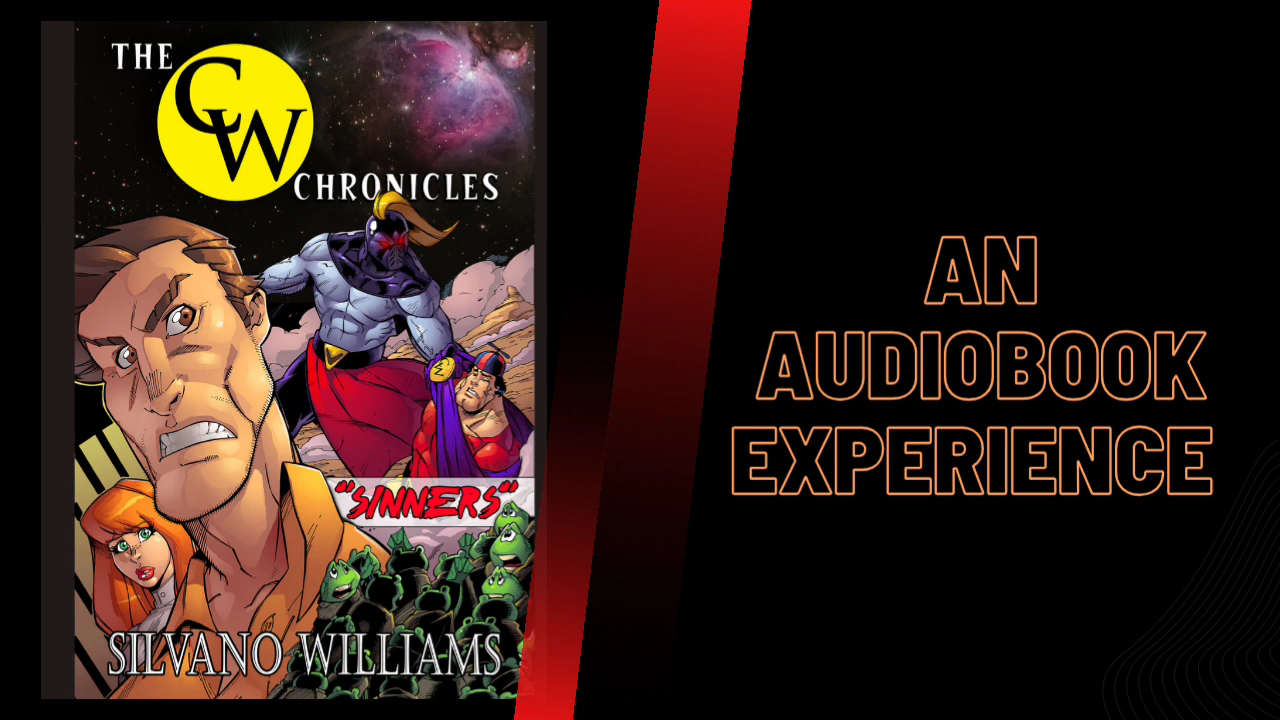 THE
CW
CHRONICLES
"SINNERS"
SILVANO WILLIAMS
AN
AUDIOBOOK
EXPERIENCE